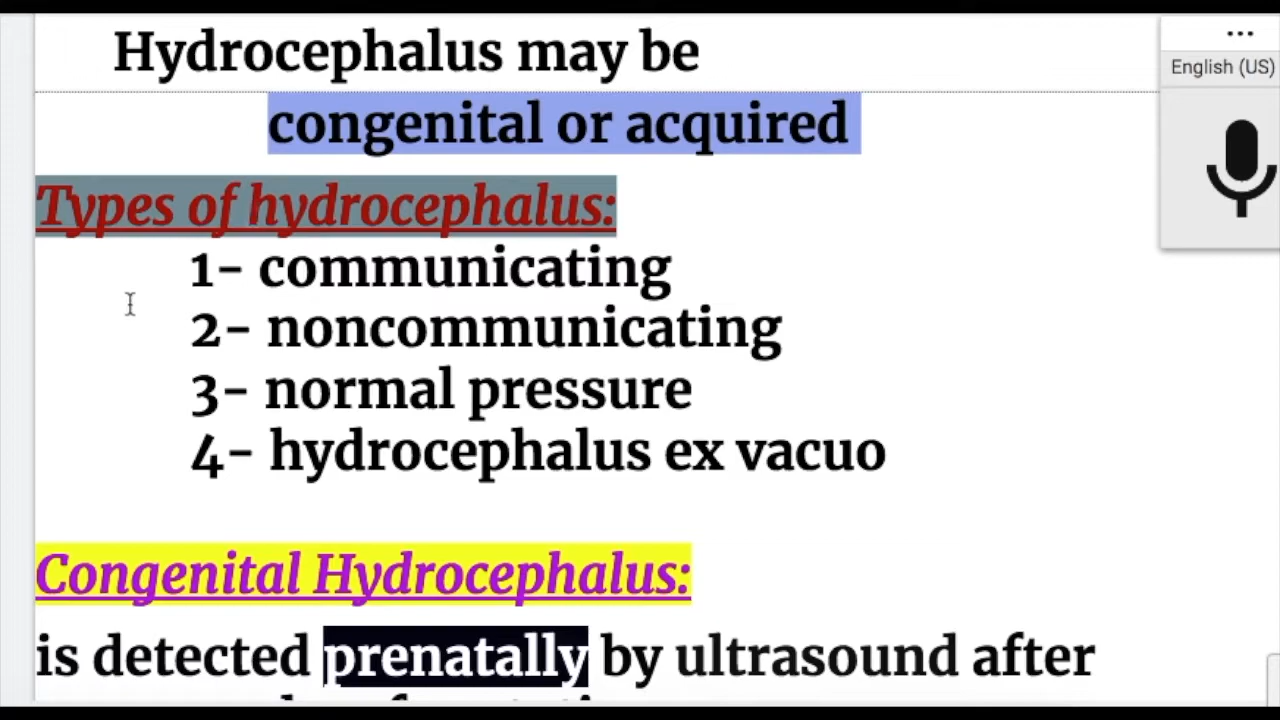 Hydrocephalus may be
...
English (US)
congenital or acquired
Types of hydrocephalus:
1- communicating
2- noncommunicating
3- normal pressure
4- hydrocephalus ex vacuo
Congenital Hydrocephalus:
is detected prenatally by ultrasound after